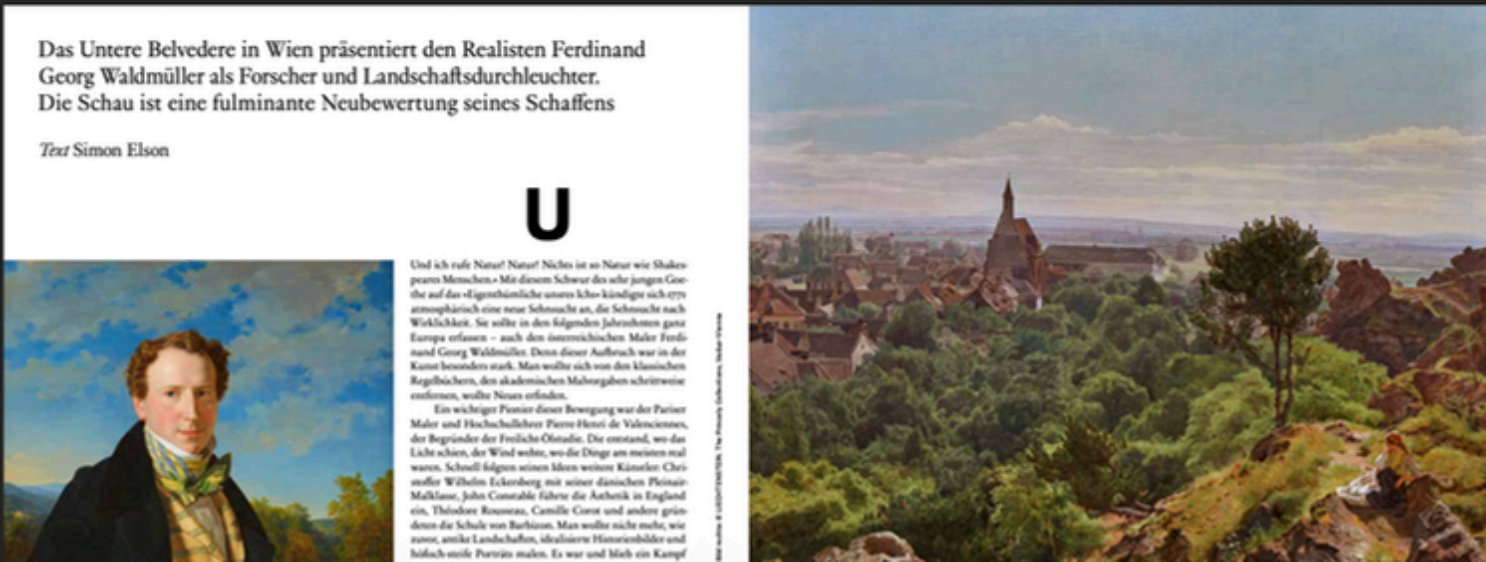 Das Untere Belvedere in Wien präsentiert den Realisten Ferdinand
Georg Waldmüller als Forscher und Landschaftsdurchleuchter.
Die Schau ist eine fulminante Neubewertung seines Schaffens
Text Simon Elson
U
Und ich rufe Natur! Natur! Nichts ist so Natur wie Shakes-
peares Menschen.« Mit diesem Schwur des sehr jungen Goe-
the auf das »Eigenthümliche unsres Ichs« kündigte sich 1771
atmosphärisch eine neue Sehnsucht an, die Sehnsucht nach
Wirklichkeit. Sie sollte in den folgenden Jahrzehnten ganz
Europa erfassen – auch den österreichischen Maler Ferdi-
nand Georg Waldmüller. Denn dieser Aufbruch war in der
Kunst besonders stark. Man wollte sich von den klassischen
Regelbüchern, den akademischen Malvorgaben schrittweise
entfernen, wollte Neues erfinden.
Ein wichtiger Pionier dieser Bewegung war der Pariser
Maler und Hochschullehrer Pierre-Henri de Valenciennes,
der Begründer der Freilicht-Ölstudie. Die entstand, wo das
Licht schien, der Wind wehte, wo die Dinge am meisten real
waren. Schnell folgten seinen Ideen weitere Künstler: Chri-
stoffer Wilhelm Eckersberg mit seiner dänischen Pleinair-
Malklasse, John Constable führte die Ästhetik in England
ein, Théodore Rousseau, Camille Corot und andere grün-
deten die Schule von Barbizon. Man wollte nicht mehr, wie
zuvor, antike Landschaften, idealisierte Historienbilder und
höfisch-steife Porträts malen. Es war und blieb ein Kampf
LIECHTENSTEIN. The Princely Collections, Vaduz–Vienna